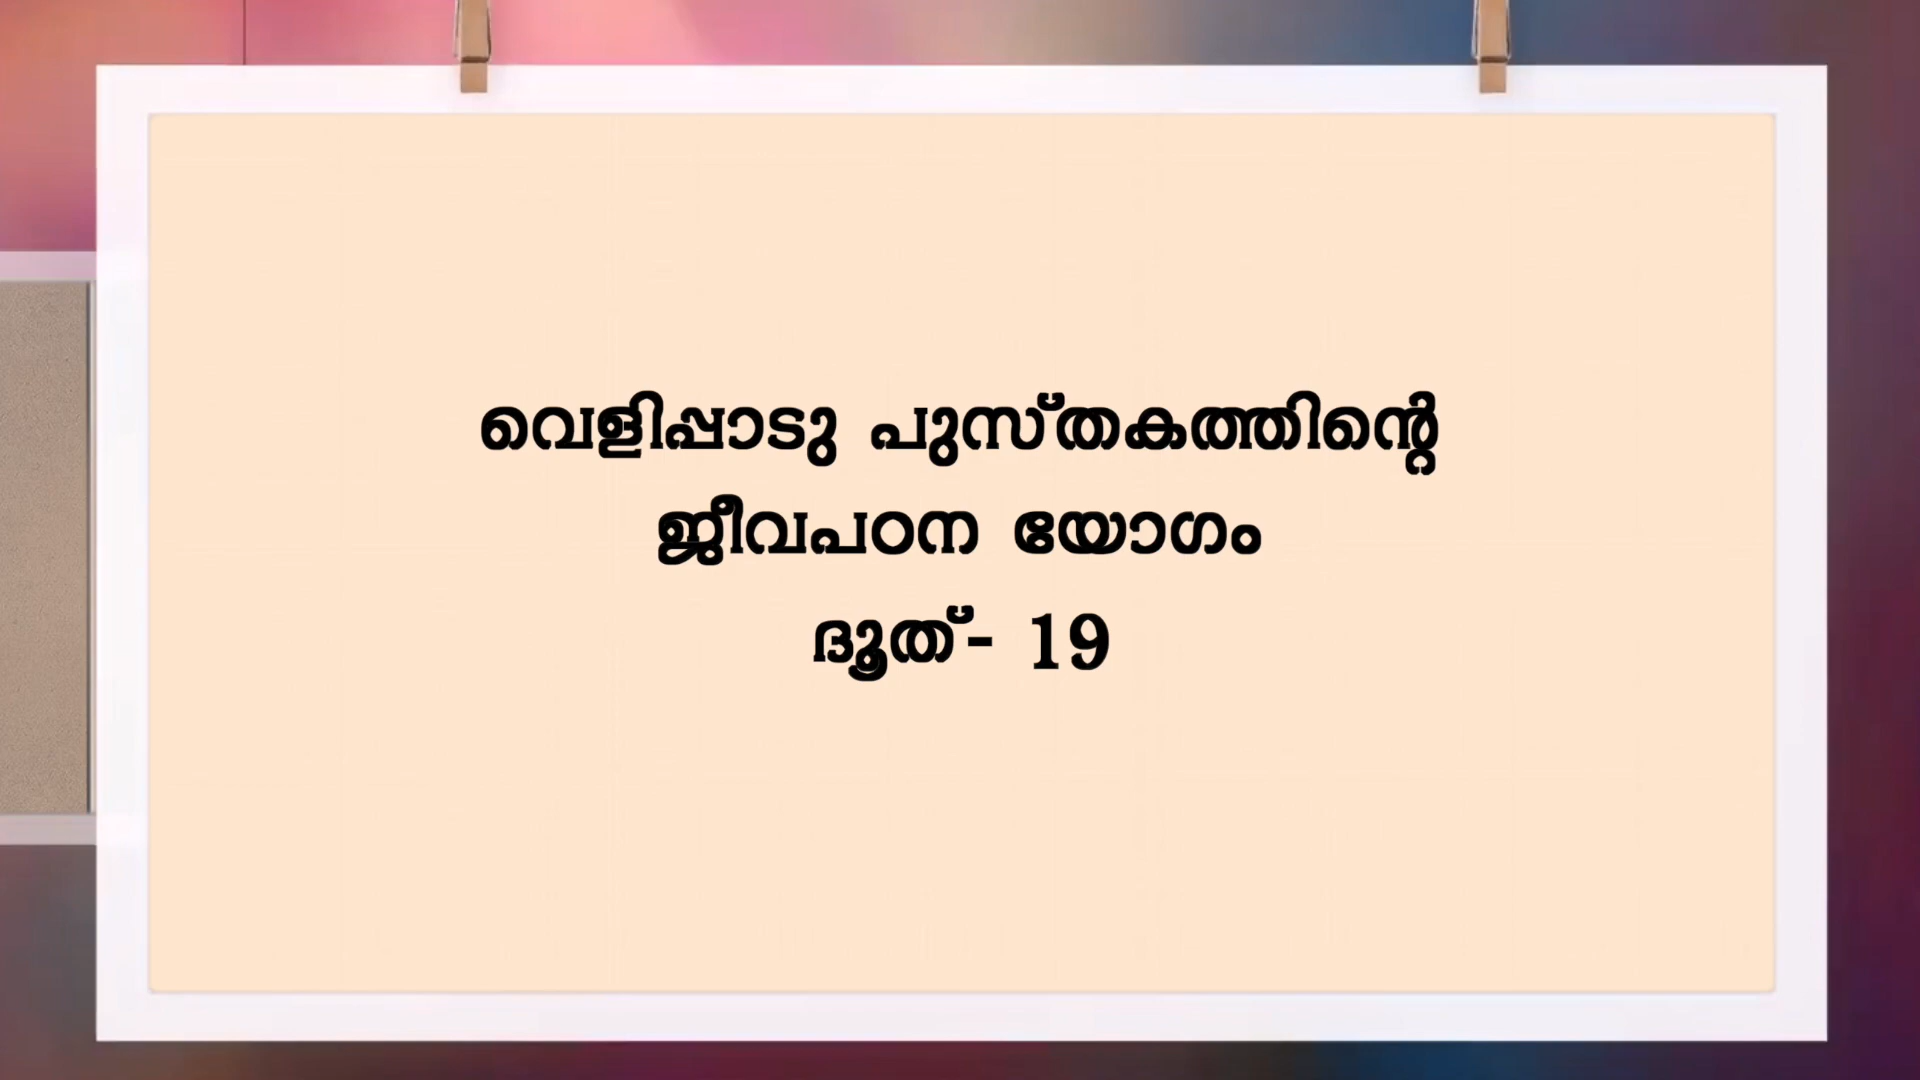 വെളിപ്പാടു പുസ്തകത്തിന്റെ
ജീവപഠന യോഗം
ദൂത്- 19